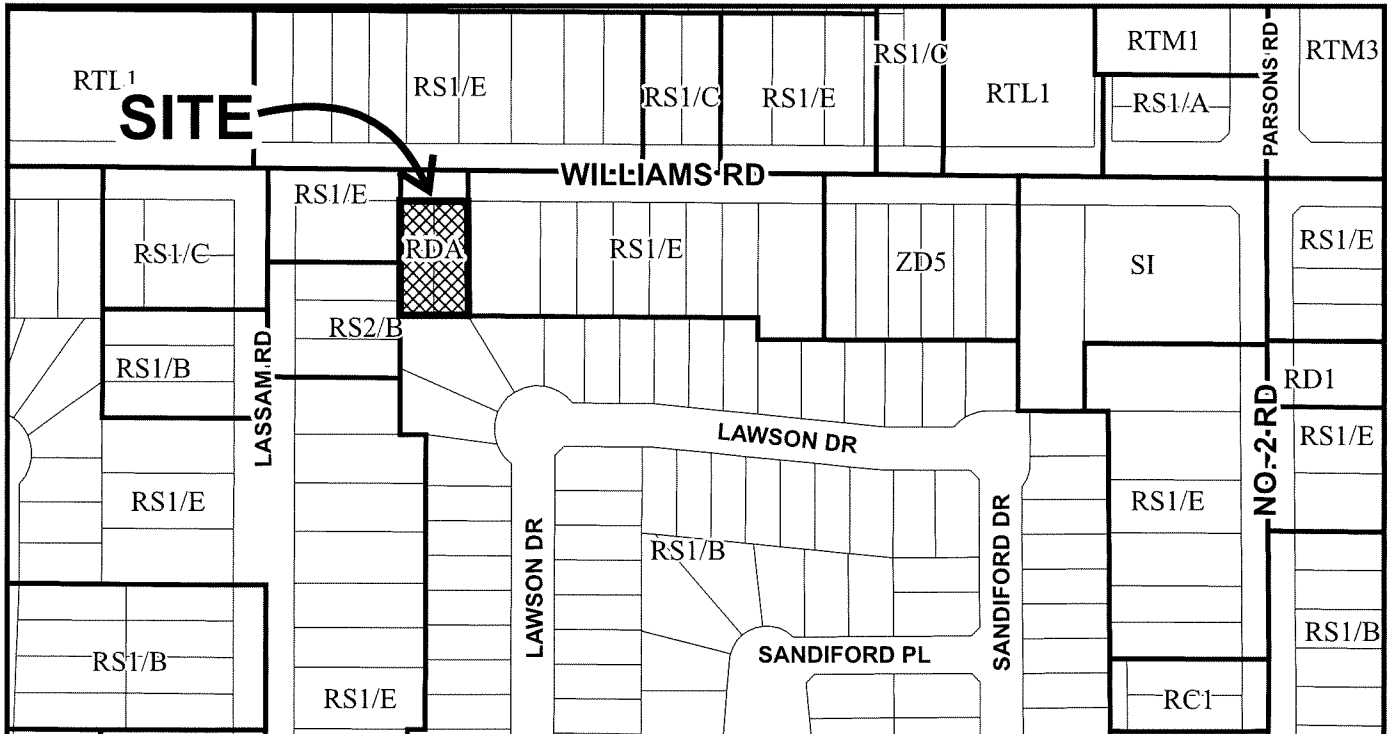 RTL1
SITE
RS1/E
RS1/C
RS1/E
RS1/C
RTL1
RTM1
RS1/A
PARSONS RD
RTM3
WILLIAMS RD
RS1/C
RS1/E
RDA
RS1/E
ZD5
SI
RS1/E
RS2/B
RS1/B
LASSAM RD
RD1
NO. 2 RD
RS1/E
LAWSON DR
RS1/E
LAWSON DR
RS1/B
SANDIFORD DR
RS1/E
RS1/B
SANDIFORD PL
RS1/B
RS1/E
RC1